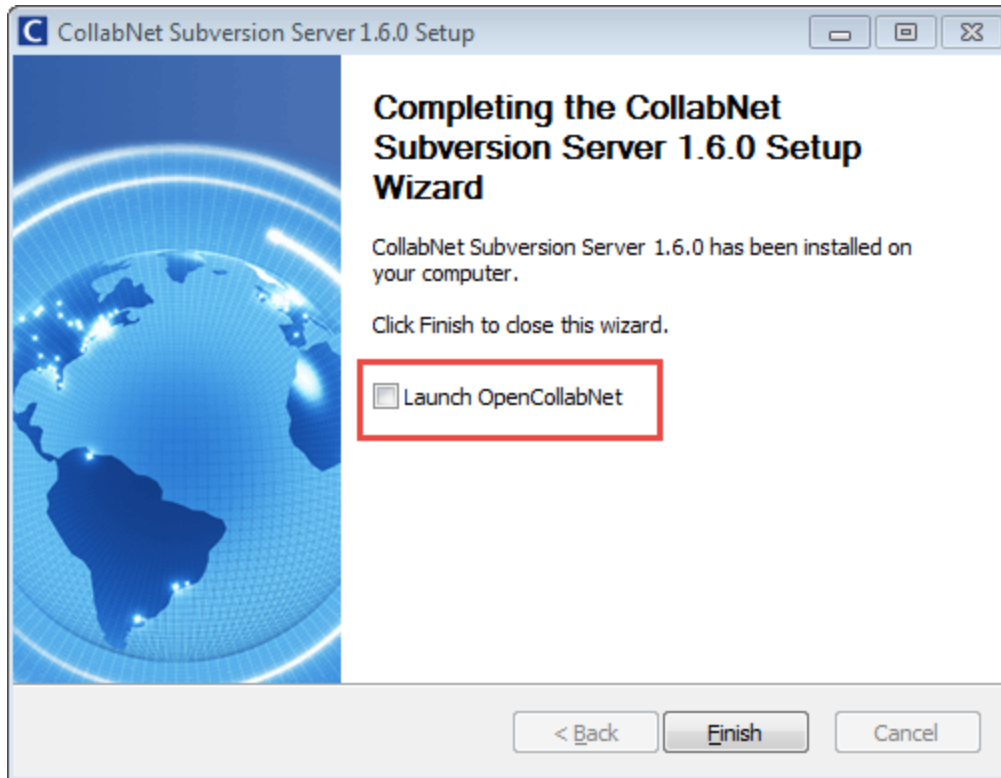 CollabNet Subversion Server 1.6.0 Setup
Completing the CollabNet
Subversion Server 1.6.0 Setup
Wizard
CollabNet Subversion Server 1.6.0 has been installed on
your computer.
Click Finish to close this wizard.
Launch OpenCollabNet
< Back
Finish
Cancel